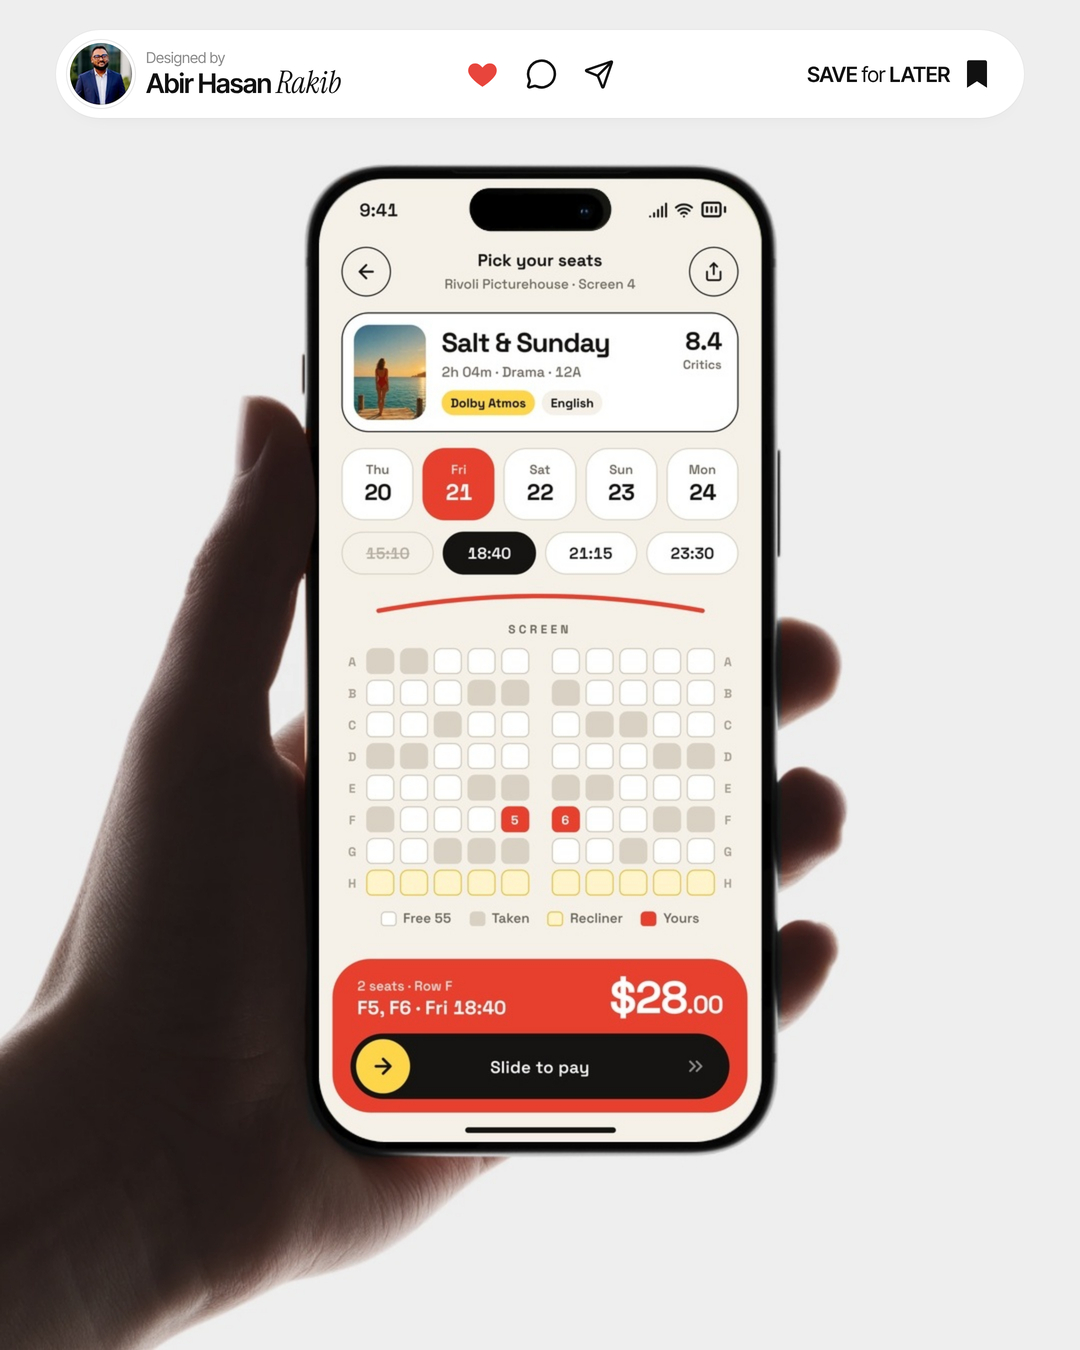 Designed by
Abir Hasan Rakib
SAVE for LATER
9:41
Pick your seats
Rivoli Picturehouse · Screen 4
Salt & Sunday
8.4
Critics
2h 04m · Drama · 12A
Dolby Atmos
English
Thu
20
Fri
21
Sat
22
Sun
23
Mon
24
15:10
18:40
21:15
23:30
SCREEN
A A
B B
C C
D D
E E
F 5 6 F
G G
H H
Free 55
Taken
Recliner
Yours
2 seats · Row F
F5, F6 · Fri 18:40
$28.00
Slide to pay